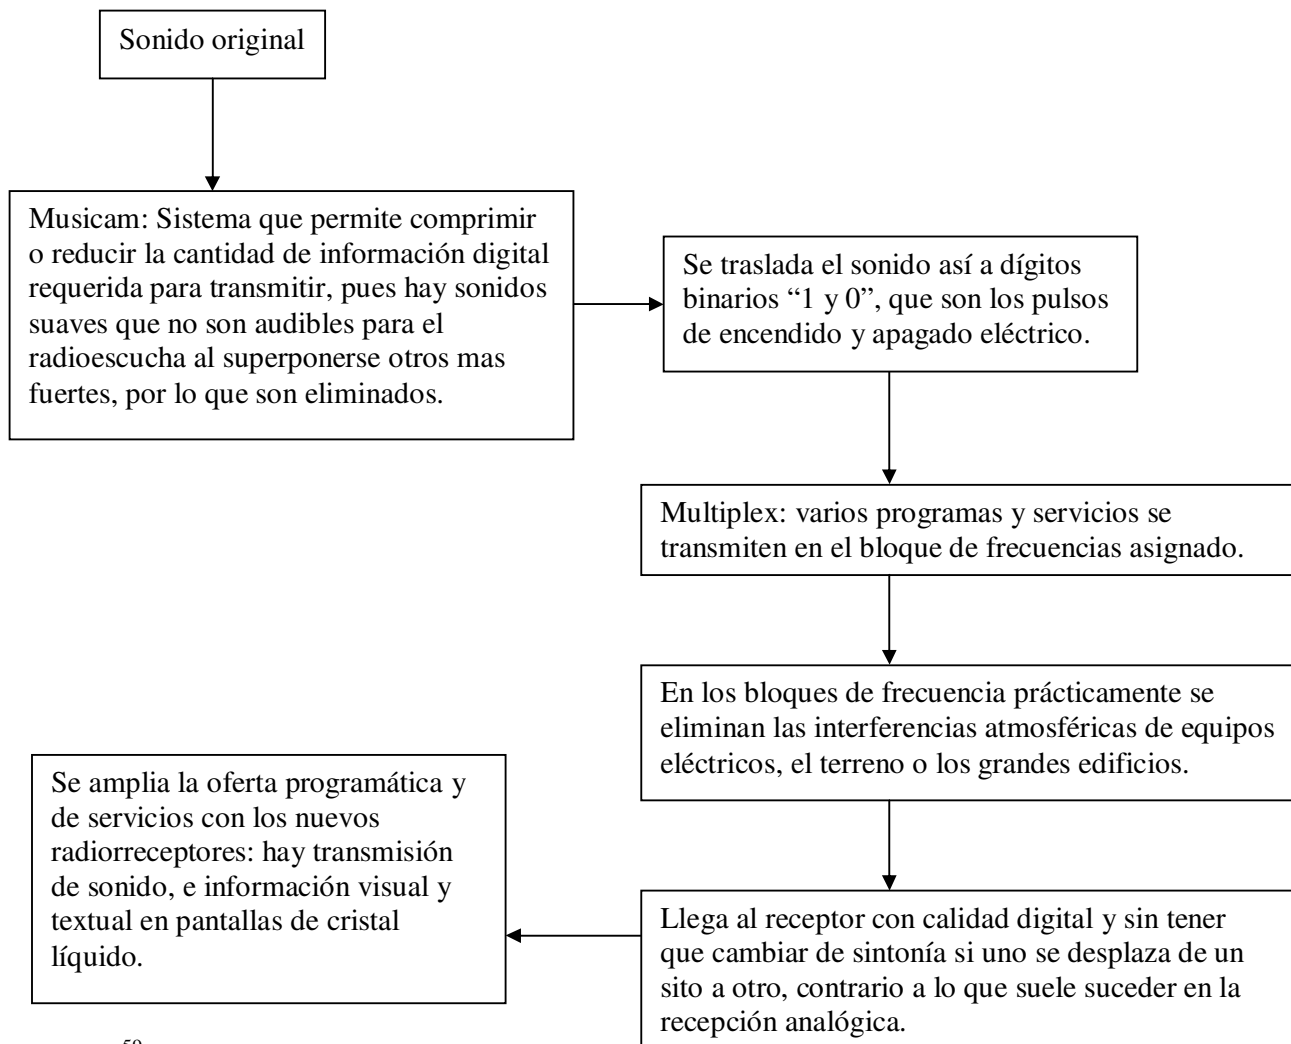 Sonido original
Musicam: Sistema que permite comprimir
o reducir la cantidad de información digital
requerida para transmitir, pues hay sonidos
suaves que no son audibles para el
radioescucha al superponerse otros mas
fuertes, por lo que son eliminados.
Se traslada el sonido así a dígitos
binarios “1 y 0”, que son los pulsos
de encendido y apagado eléctrico.
Multiplex: varios programas y servicios se
transmiten en el bloque de frecuencias asignado.
En los bloques de frecuencia prácticamente se
eliminan las interferencias atmosféricas de equipos
eléctricos, el terreno o los grandes edificios.
Llega al receptor con calidad digital y sin tener
que cambiar de sintonía si uno se desplaza de un
sito a otro, contrario a lo que suele suceder en la
recepción analógica.
Se amplia la oferta programática y
de servicios con los nuevos
radiorreceptores: hay transmisión
de sonido, e información visual y
textual en pantallas de cristal
líquido.